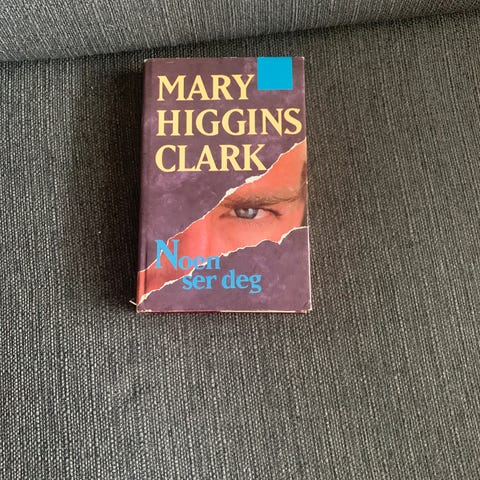 MARY
HIGGINS
CLARK
Noen
ser deg